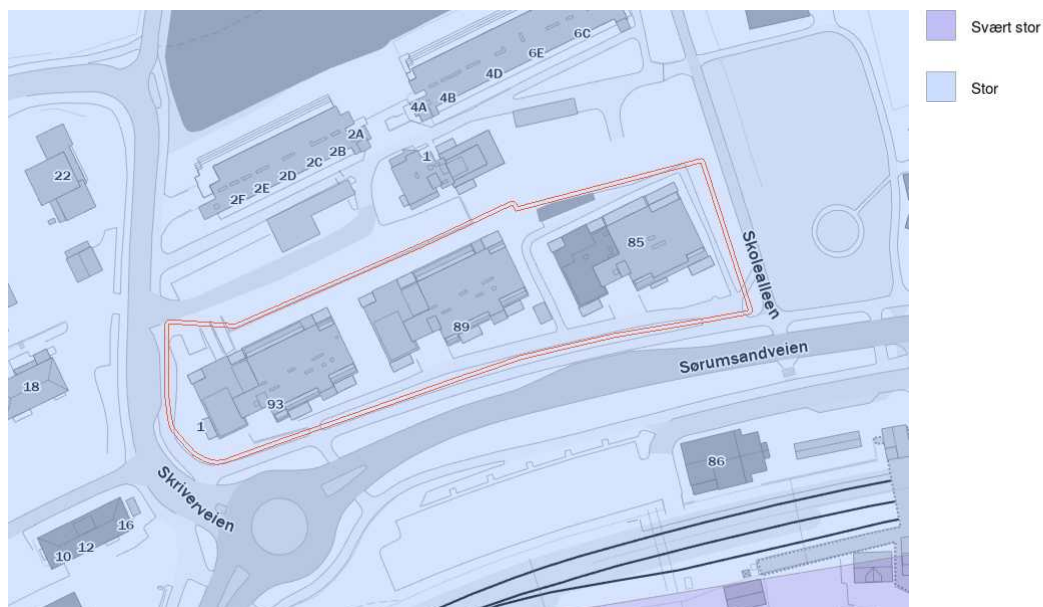 Svært stor
Stor
6C
6E
4D
4B
4A
2A
2B
2C
2D
2E
2F
1
22
85
89
93
1
Skolealleen
Sørumsandveien
18
Skriverveien
86
16
12
10